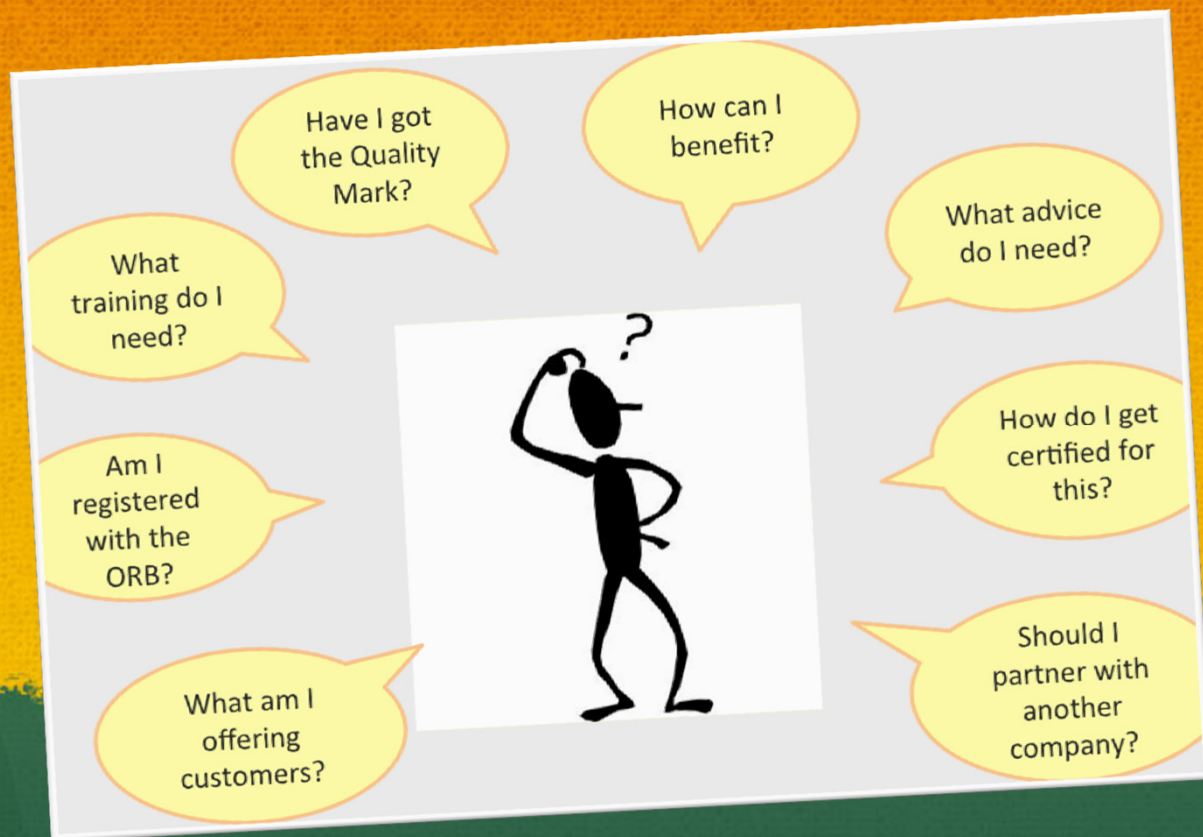 Have I got
the Quality
Mark?
How can I
benefit?
What advice
do I need?
What
training do I
need?
How do I get
certified for
this?
Am I
registered
with the
ORB?
Should I
partner with
another
company?
What am I
offering
customers?
?